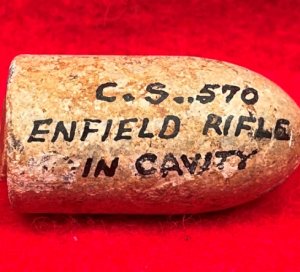 C.S..570
ENFIELD RIFLE
IN CAVITY